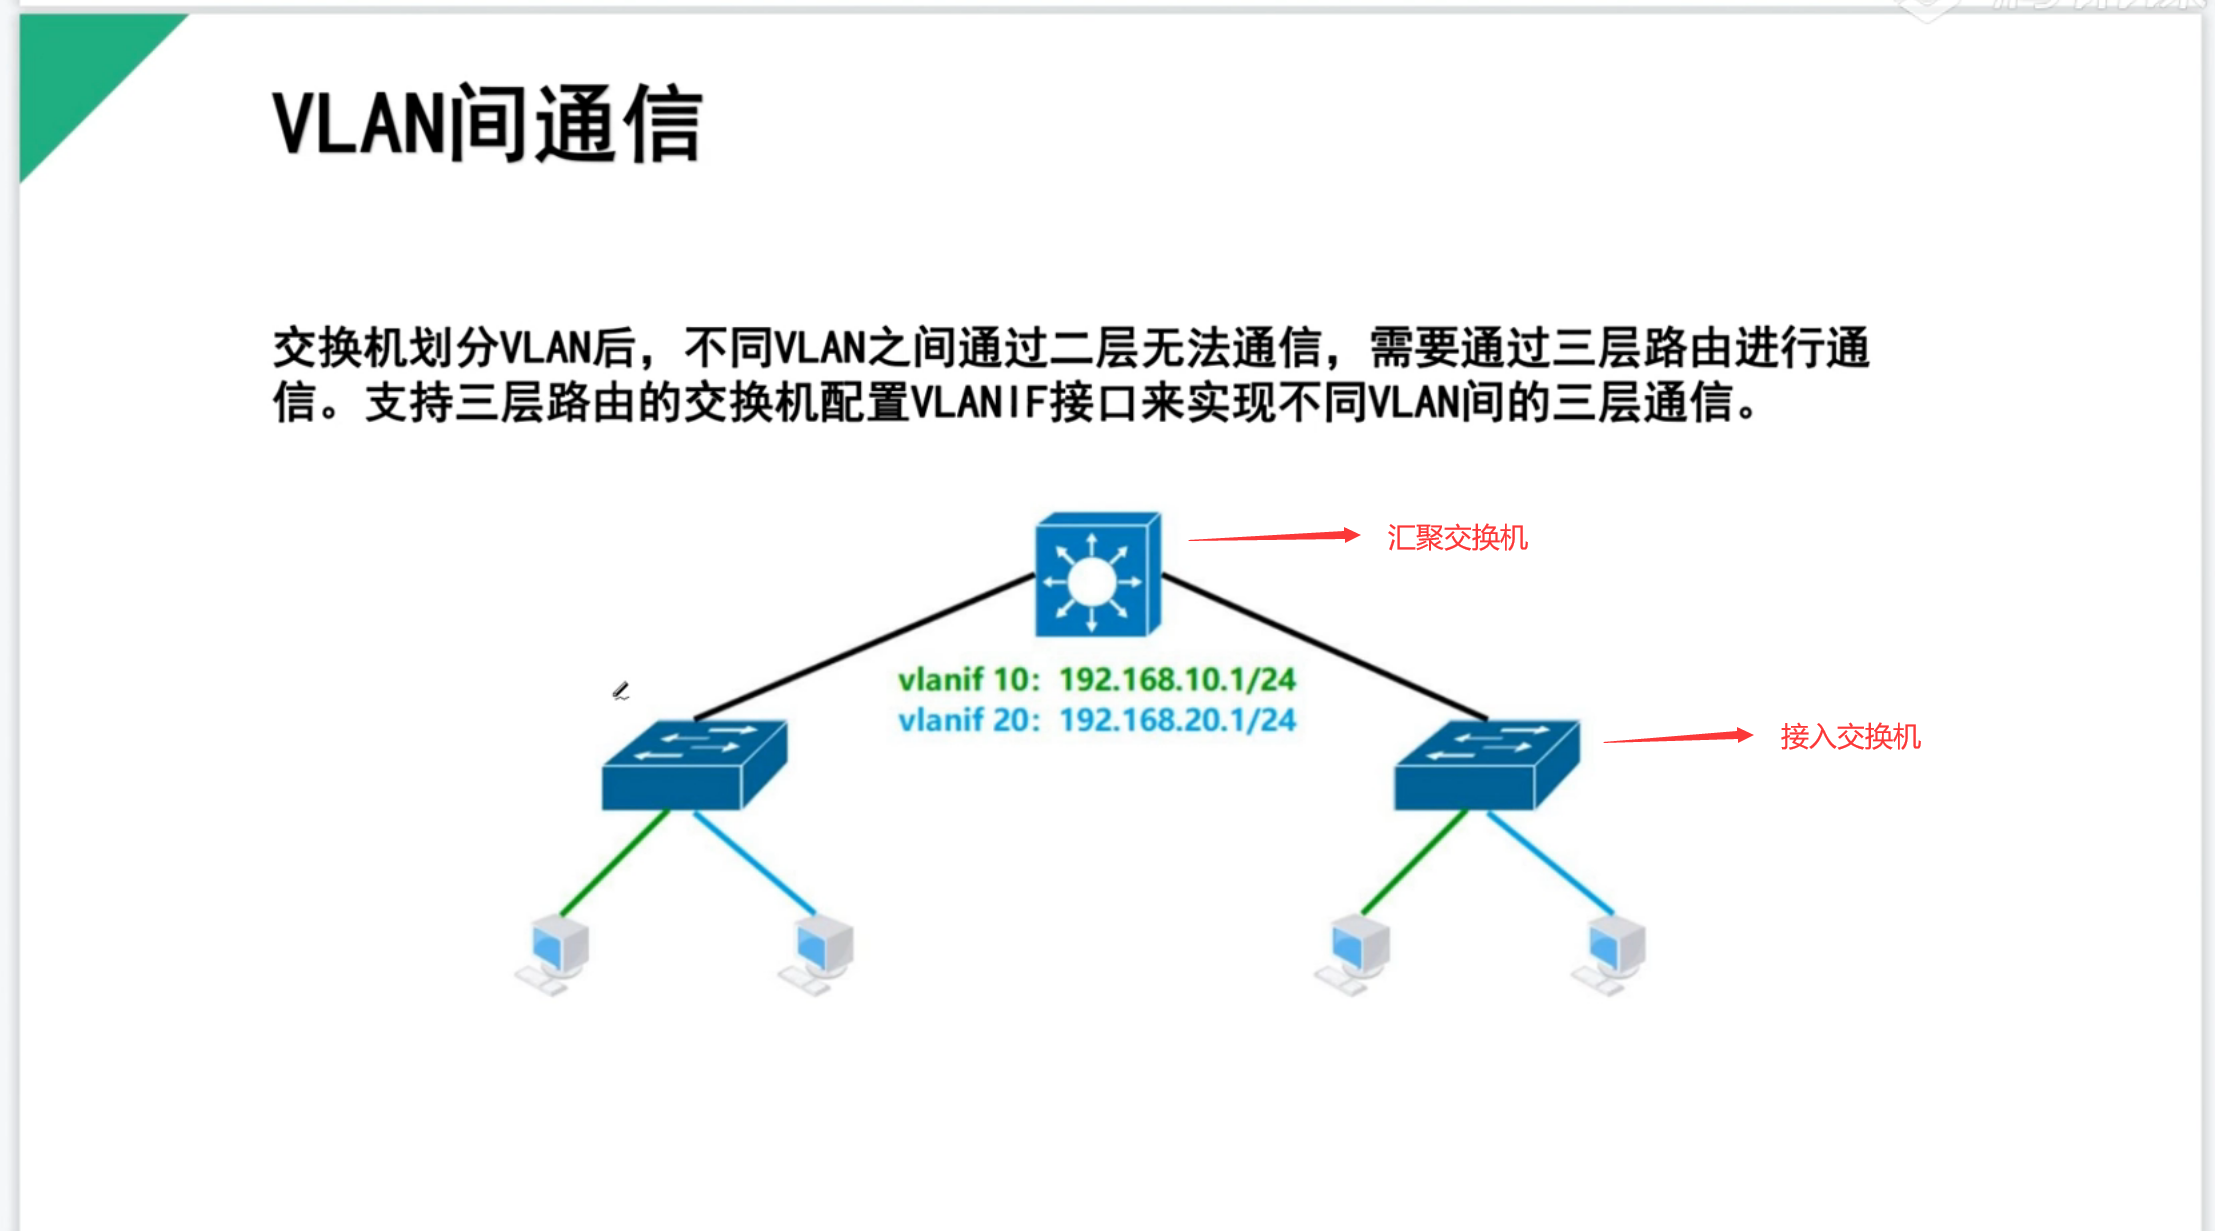 VLAN间通信
交换机划分VLAN后，不同VLAN之间通过二层无法通信，需要通过三层路由进行通
信。支持三层路由的交换机配置VLANIF接口来实现不同VLAN间的三层通信。
汇聚交换机
vlanif 10：192.168.10.1/24
vlanif 20：192.168.20.1/24
接入交换机